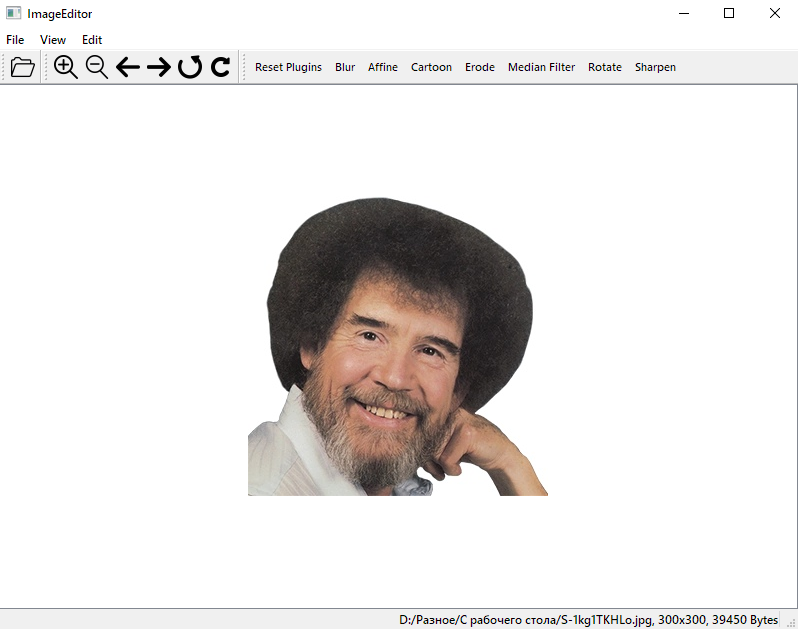 ImageEditor
File View Edit
Reset Plugins Blur Affine Cartoon Erode Median Filter Rotate Sharpen
D:/Разное/С рабочего стола/S-1kg1TKHLo.jpg, 300x300, 39450 Bytes